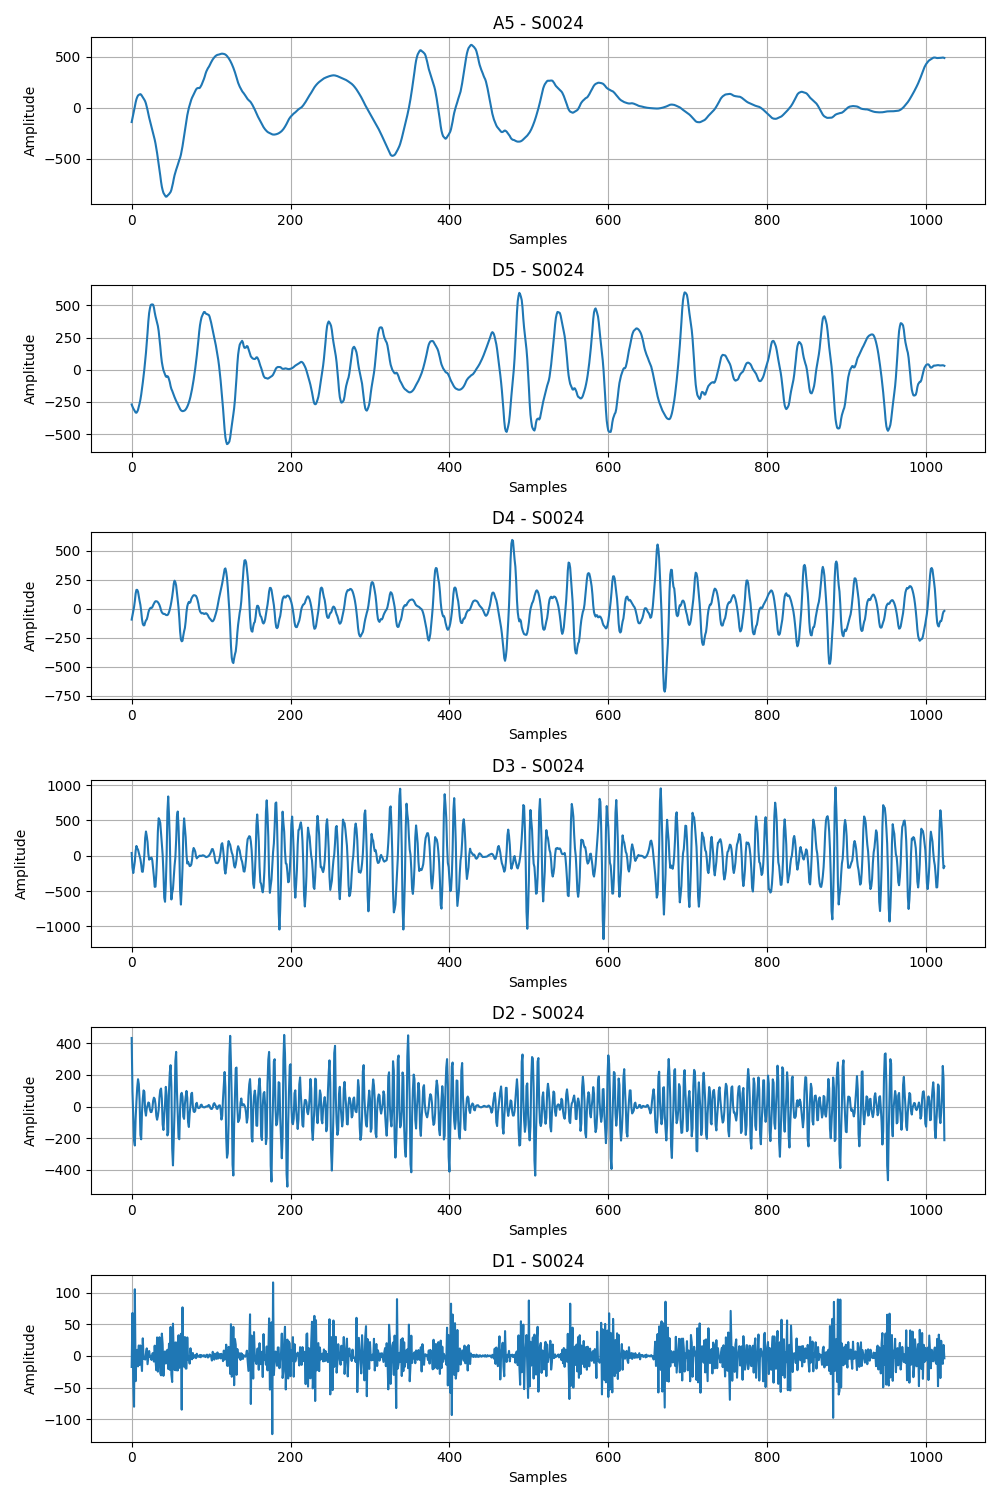 A5 - S0024
500
0
−500
Amplitude
0 200 400 600 800 1000
Samples
D5 - S0024
500
250
0
−250
−500
Amplitude
0 200 400 600 800 1000
Samples
D4 - S0024
500
250
0
−250
−500
−750
Amplitude
0 200 400 600 800 1000
Samples
D3 - S0024
1000
500
0
−500
−1000
Amplitude
0 200 400 600 800 1000
Samples
D2 - S0024
400
200
0
−200
−400
Amplitude
0 200 400 600 800 1000
Samples
D1 - S0024
100
50
0
−50
−100
Amplitude
0 200 400 600 800 1000
Samples